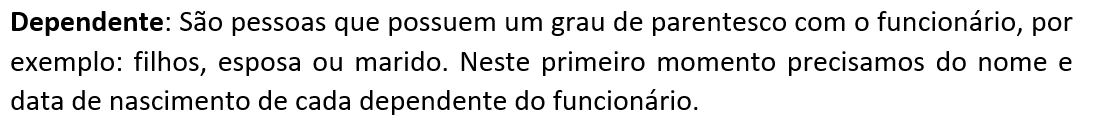 Dependente: São pessoas que possuem um grau de parentesco com o funcionário, por
exemplo: filhos, esposa ou marido. Neste primeiro momento precisamos do nome e
data de nascimento de cada dependente do funcionário.